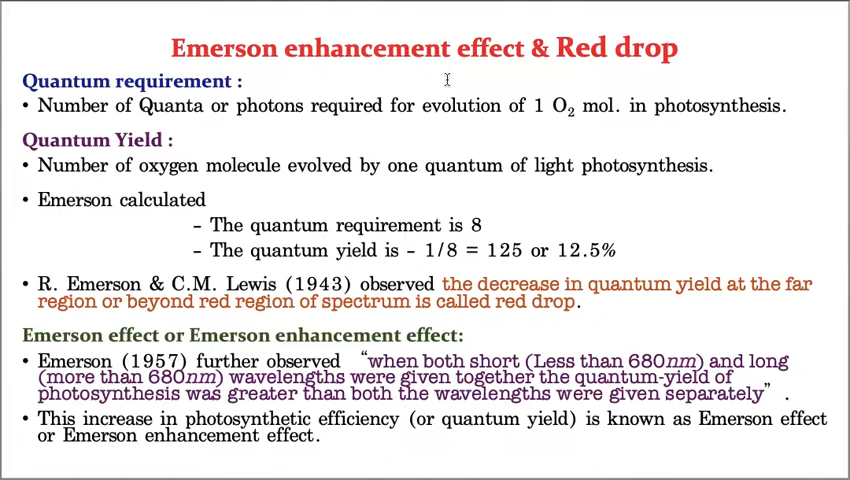 Emerson enhancement effect & Red drop
Quantum requirement :
• Number of Quanta or photons required for evolution of 1 O₂ mol. in photosynthesis.
Quantum Yield :
• Number of oxygen molecule evolved by one quantum of light photosynthesis.
• Emerson calculated
– The quantum requirement is 8
– The quantum yield is – 1/8 = 125 or 12.5%
• R. Emerson & C.M. Lewis (1943) observed the decrease in quantum yield at the far
region or beyond red region of spectrum is called red drop.
Emerson effect or Emerson enhancement effect:
• Emerson (1957) further observed “when both short (Less than 680nm) and long
(more than 680nm) wavelengths were given together the quantum-yield of
photosynthesis was greater than both the wavelengths were given separately” .
• This increase in photosynthetic efficiency (or quantum yield) is known as Emerson effect
or Emerson enhancement effect.